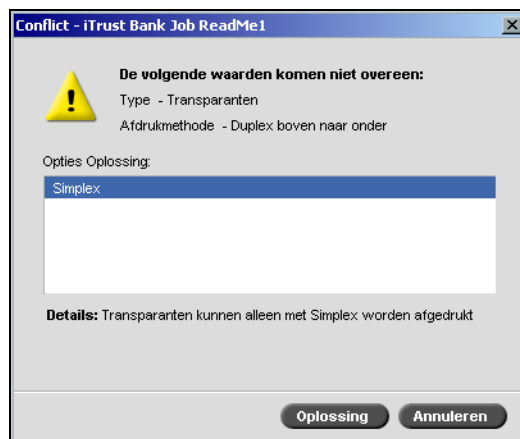 Conflict - iTrust Bank Job ReadMe1
De volgende waarden komen niet overeen:
Type - Transparanten
Afdrukmethode - Duplex boven naar onder
Opties Oplossing:
Simplex
Details: Transparanten kunnen alleen met Simplex worden afgedrukt
Oplossing Annuleren